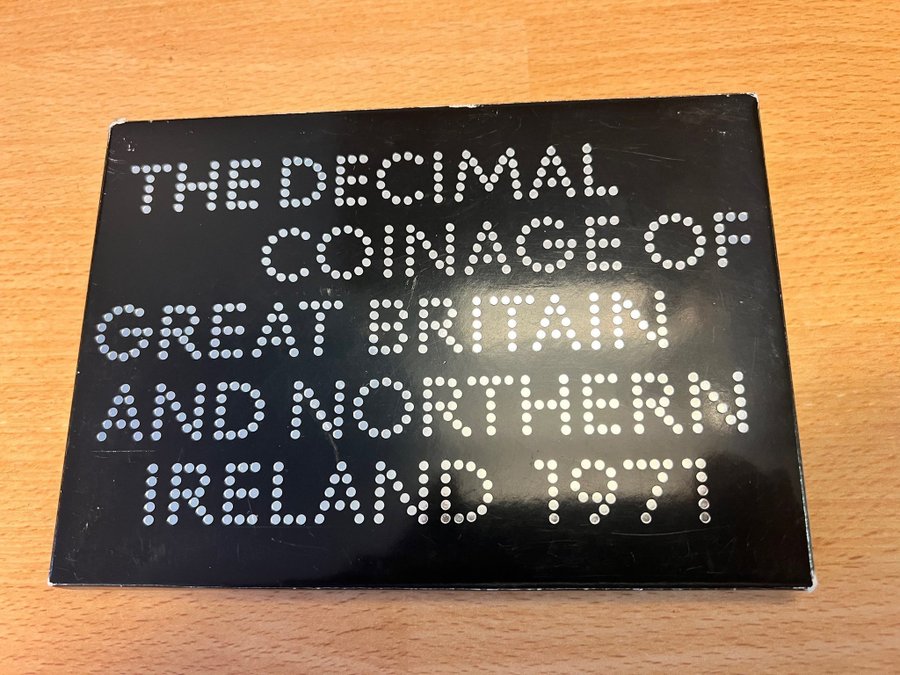 THE DECIMAL
COINAGE OF
GREAT BRITAIN
AND NORTHERN
IRELAND 1971